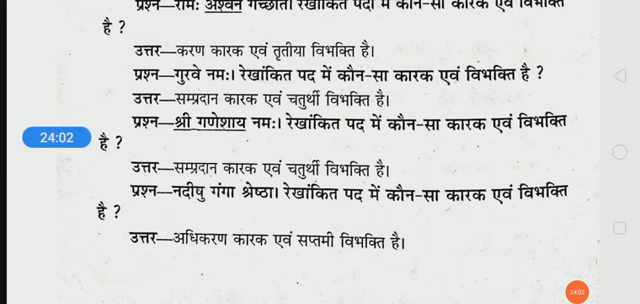 प्रश्न—रामः अश्वेन गच्छति। रेखांकित पदों में कौन-सा कारक एवं विभक्ति
है ?
उत्तर—करण कारक एवं तृतीया विभक्ति है।
प्रश्न—गुरवे नमः। रेखांकित पद में कौन-सा कारक एवं विभक्ति है ?
उत्तर—सम्प्रदान कारक एवं चतुर्थी विभक्ति है।
प्रश्न—श्री गणेशाय नमः। रेखांकित पद में कौन-सा कारक एवं विभक्ति
24:02
है ?
उत्तर—सम्प्रदान कारक एवं चतुर्थी विभक्ति है।
प्रश्न—नदीषु गंगा श्रेष्ठा। रेखांकित पद में कौन-सा कारक एवं विभक्ति
है ?
उत्तर—अधिकरण कारक एवं सप्तमी विभक्ति है।
24:02